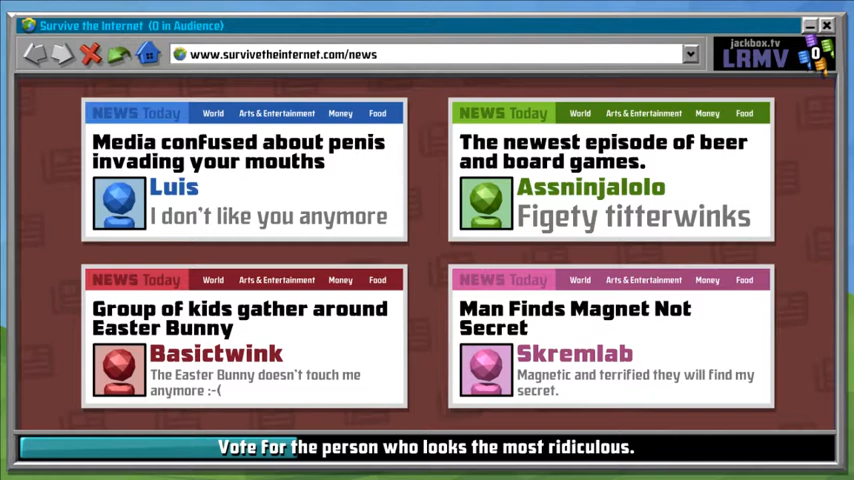 Survive the Internet (0 in Audience)
www.survivetheinternet.com/news
jackbox.tv
LRMV
0
NEWS Today World Arts & Entertainment Money Food
Media confused about penis
invading your mouths
Luis
I don't like you anymore
NEWS Today World Arts & Entertainment Money Food
The newest episode of beer
and board games.
Assninjalolo
Figety titterwinks
NEWS Today World Arts & Entertainment Money Food
Group of kids gather around
Easter Bunny
Basictwink
The Easter Bunny doesn't touch me
anymore :-(
NEWS Today World Arts & Entertainment Money Food
Man Finds Magnet Not
Secret
Skremlab
Magnetic and terrified they will find my
secret.
Vote for the person who looks the most ridiculous.